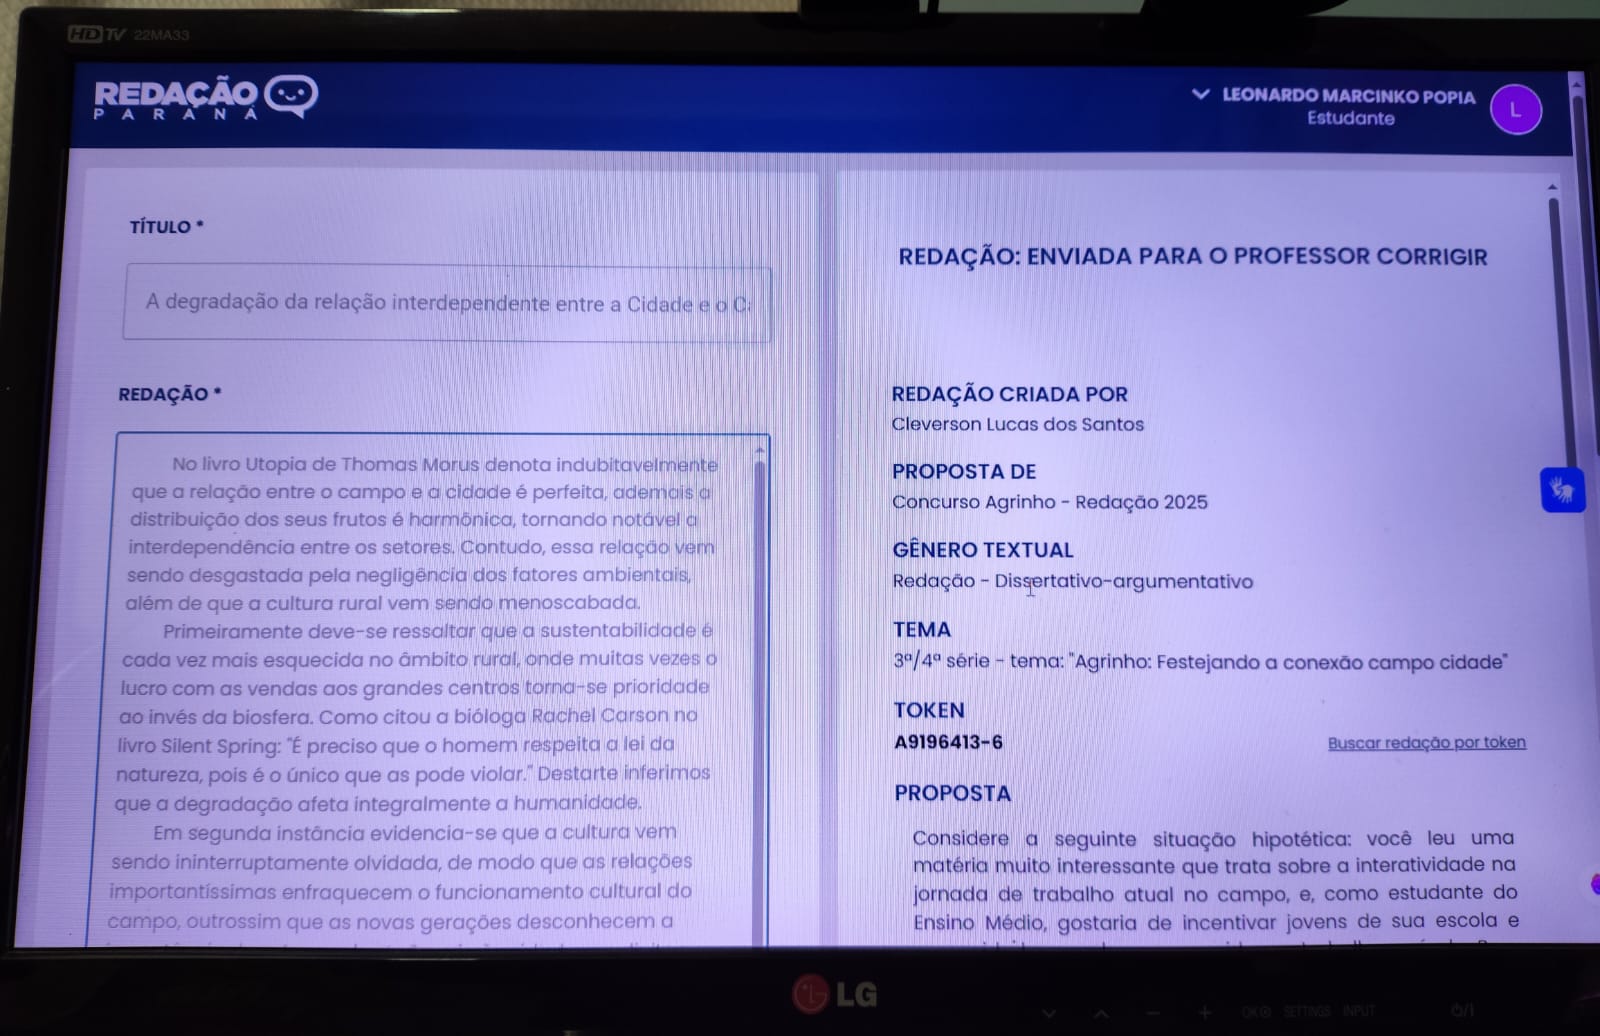 HDTV 22MA33
REDAÇÃO
PARANÁ
LEONARDO MARCINKO POPIA
Estudante
L
TÍTULO *
A degradação da relação interdependente entre a Cidade e o
REDAÇÃO *
No livro Utopia de Thomas Morus denota indubitavelmente
que a relação entre o campo e a cidade é perfeita, ademais a
distribuição dos seus frutos é harmônica, tornando notável a
interdependência entre os setores. Contudo, essa relação vem
sendo desgastada pela negligência dos fatores ambientais,
além de que a cultura rural vem sendo menoscabada.
Primeiramente deve-se ressaltar que a sustentabilidade é
cada vez mais esquecida no âmbito rural, onde muitas vezes o
lucro com as vendas aos grandes centros torna-se prioridade
ao invés da biosfera. Como citou a bióloga Rachel Carson no
livro Silent Spring: "É preciso que o homem respeita a lei da
natureza, pois é o único que as pode violar." Destarte inferimos
que a degradação afeta integralmente a humanidade.
Em segunda instância evidencia-se que a cultura vem
sendo ininterruptamente olvidada, de modo que as relações
importantíssimas enfraquecem o funcionamento cultural do
campo, outrossim que as novas gerações desconhecem a
REDAÇÃO: ENVIADA PARA O PROFESSOR CORRIGIR
REDAÇÃO CRIADA POR
Cleverson Lucas dos Santos
PROPOSTA DE
Concurso Agrinho - Redação 2025
GÊNERO TEXTUAL
Redação - Dissertativo-argumentativo
TEMA
3ª/4ª série - tema: "Agrinho: Festejando a conexão campo cidade"
TOKEN
A9196413-6
Buscar redação por token
PROPOSTA
Considere a seguinte situação hipotética: você leu uma
matéria muito interessante que trata sobre a interatividade na
jornada de trabalho atual no campo, e, como estudante do
Ensino Médio, gostaria de incentivar jovens de sua escola e
LG
OK SETTINGS INPUT